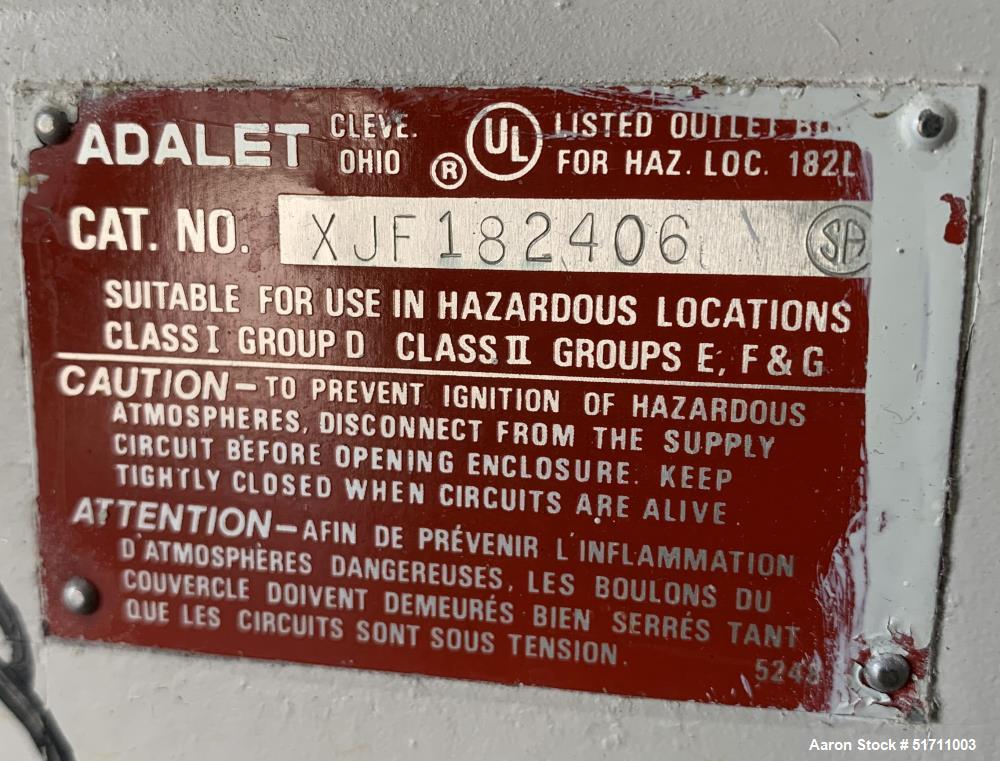 ADALET CLEVE. OHIO ® UL LISTED OUTLET
FOR HAZ. LOC. 182L
CAT. NO. XJF182406 SA
SUITABLE FOR USE IN HAZARDOUS LOCATIONS
CLASS I GROUP D CLASS II GROUPS E, F & G
CAUTION – TO PREVENT IGNITION OF HAZARDOUS
ATMOSPHERES, DISCONNECT FROM THE SUPPLY
CIRCUIT BEFORE OPENING ENCLOSURE. KEEP
TIGHTLY CLOSED WHEN CIRCUITS ARE ALIVE
ATTENTION – AFIN DE PRÉVENIR L'INFLAMMATION
D'ATMOSPHÈRES DANGEREUSES, LES BOULONS DU
COUVERCLE DOIVENT DEMEURÉS BIEN SERRÉS TANT
QUE LES CIRCUITS SONT SOUS TENSION.
Aaron Stock # 51711003